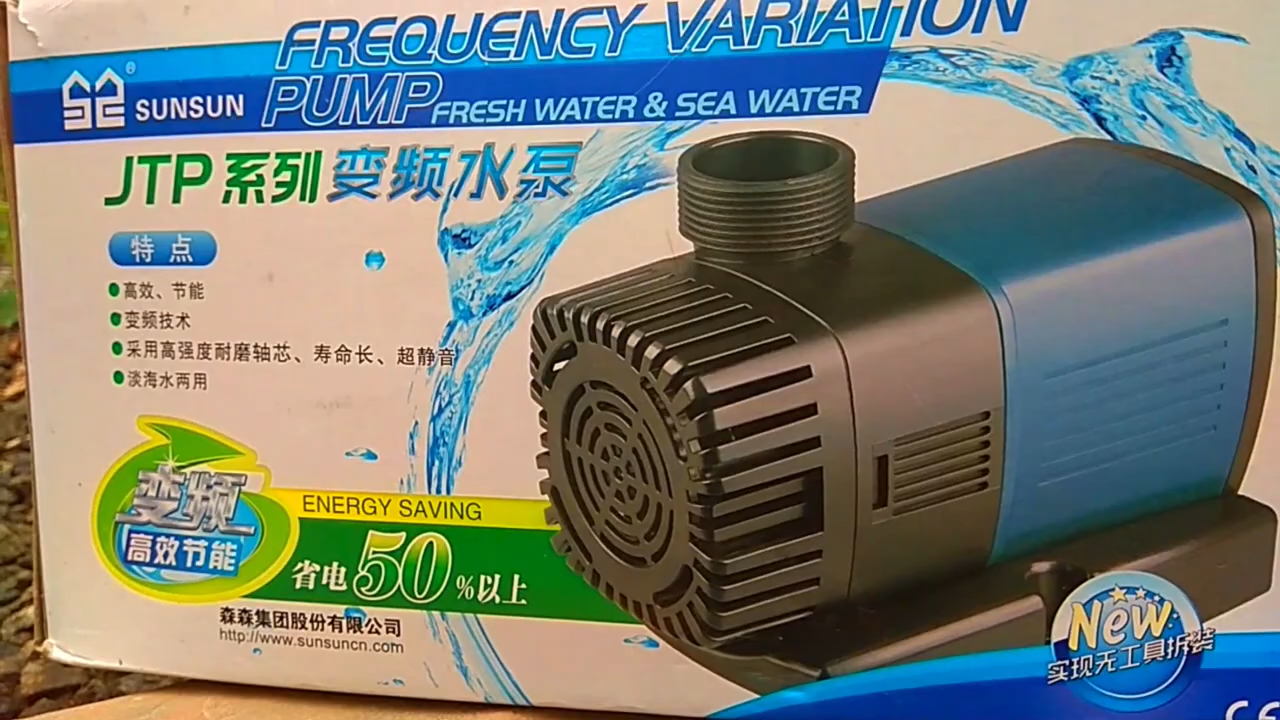 FREQUENCY VARIATION
PUMP FRESH WATER & SEA WATER
® SUNSUN
JTP系列变频水泵
特点
高效、节能
变频技术
采用高强度耐磨轴芯、寿命长、超静音
淡海水两用
变频
高效节能
ENERGY SAVING
省电50%以上
森森集团股份有限公司
http://www.sunsuncn.com
New
实现无工具拆装
CE